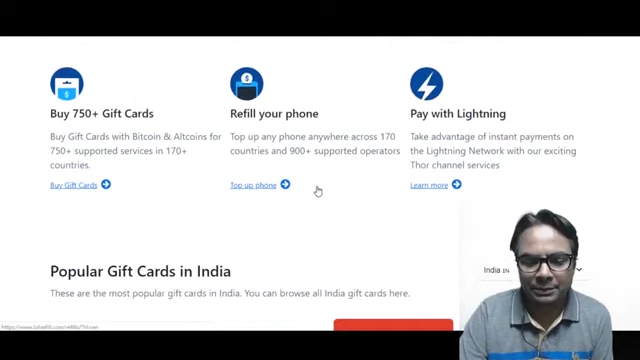 Buy 750+ Gift Cards
Buy Gift Cards with Bitcoin & Altcoins for
750+ supported services in 170+
countries.
Buy Gift Cards
Refill your phone
Top up any phone anywhere across 170
countries and 900+ supported operators
Top up phone
Pay with Lightning
Take advantage of instant payments on
the Lightning Network with our exciting
Thor channel services
Learn more
India IN
Popular Gift Cards in India
These are the most popular gift cards in India. You can browse all India gift cards here.